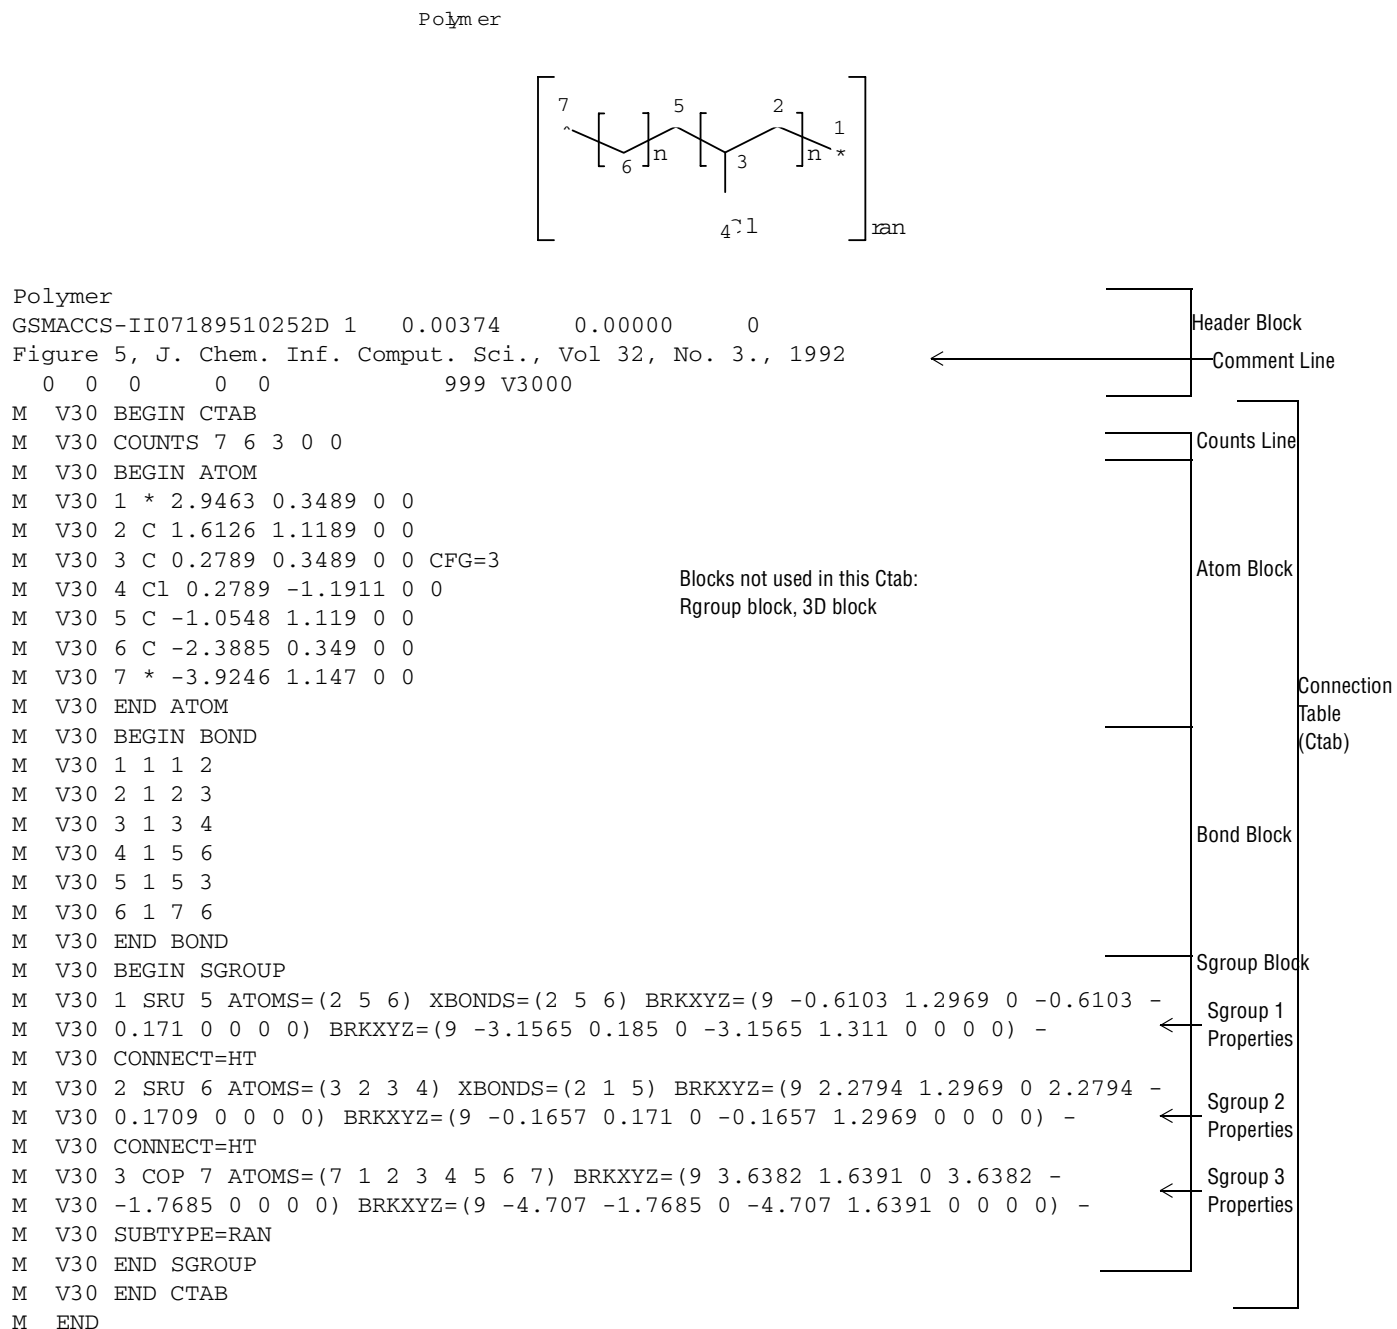 Polymer
7 5 2
1
n n *
6 3
4 Cl ran
Polymer
GSMACCS-II07189510252D 1 0.00374 0.00000 0
Header Block
Figure 5, J. Chem. Inf. Comput. Sci., Vol 32, No. 3., 1992
Comment Line
0 0 0 0 0 999 V3000
M V30 BEGIN CTAB
M V30 COUNTS 7 6 3 0 0
Counts Line
M V30 BEGIN ATOM
M V30 1 * 2.9463 0.3489 0 0
M V30 2 C 1.6126 1.1189 0 0
M V30 3 C 0.2789 0.3489 0 0 CFG=3
M V30 4 Cl 0.2789 -1.1911 0 0
Blocks not used in this Ctab:
Rgroup block, 3D block
Atom Block
M V30 5 C -1.0548 1.119 0 0
M V30 6 C -2.3885 0.349 0 0
M V30 7 * -3.9246 1.147 0 0
M V30 END ATOM
Connection
Table
(Ctab)
M V30 BEGIN BOND
M V30 1 1 1 2
M V30 2 1 2 3
M V30 3 1 3 4
Bond Block
M V30 4 1 5 6
M V30 5 1 5 3
M V30 6 1 7 6
M V30 END BOND
M V30 BEGIN SGROUP
Sgroup Block
M V30 1 SRU 5 ATOMS=(2 5 6) XBONDS=(2 5 6) BRKXYZ=(9 -0.6103 1.2969 0 -0.6103 -
M V30 0.171 0 0 0 0) BRKXYZ=(9 -3.1565 0.185 0 -3.1565 1.311 0 0 0 0) -
M V30 CONNECT=HT
Sgroup 1
Properties
M V30 2 SRU 6 ATOMS=(3 2 3 4) XBONDS=(2 1 5) BRKXYZ=(9 2.2794 1.2969 0 2.2794 -
M V30 0.1709 0 0 0 0) BRKXYZ=(9 -0.1657 0.171 0 -0.1657 1.2969 0 0 0 0) -
M V30 CONNECT=HT
Sgroup 2
Properties
M V30 3 COP 7 ATOMS=(7 1 2 3 4 5 6 7) BRKXYZ=(9 3.6382 1.6391 0 3.6382 -
M V30 -1.7685 0 0 0 0) BRKXYZ=(9 -4.707 -1.7685 0 -4.707 1.6391 0 0 0 0) -
M V30 SUBTYPE=RAN
Sgroup 3
Properties
M V30 END SGROUP
M V30 END CTAB
M END